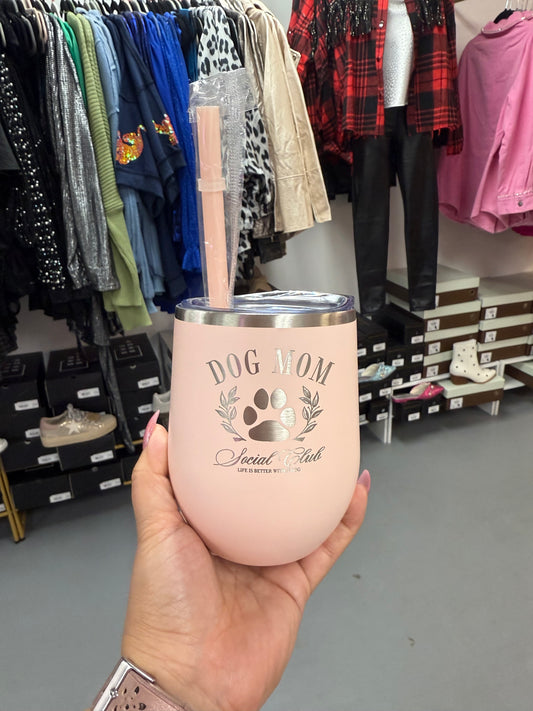 DOG MOM
Social Club
LIFE IS BETTER WITH A DOG